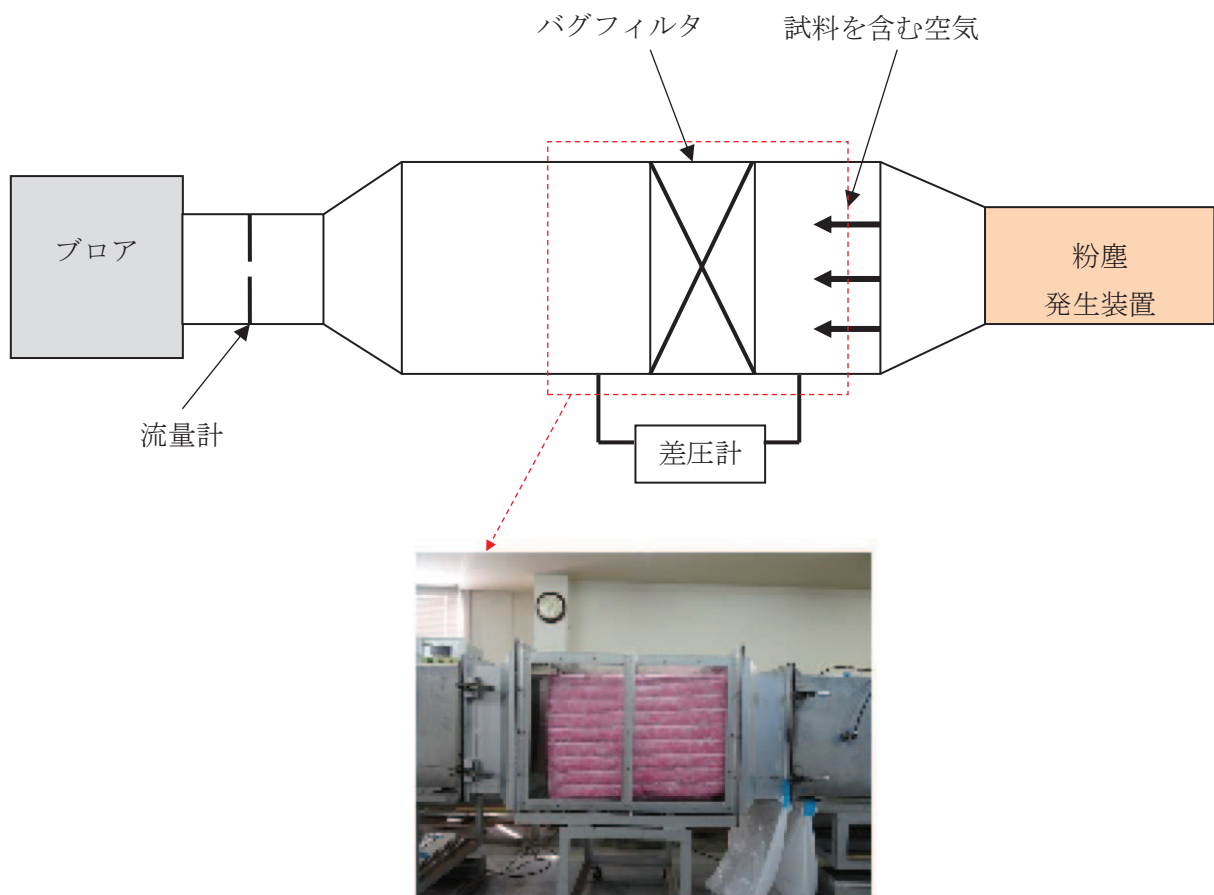 バグフィルタ
試料を含む空気
ブロア
粉塵
発生装置
流量計
差圧計